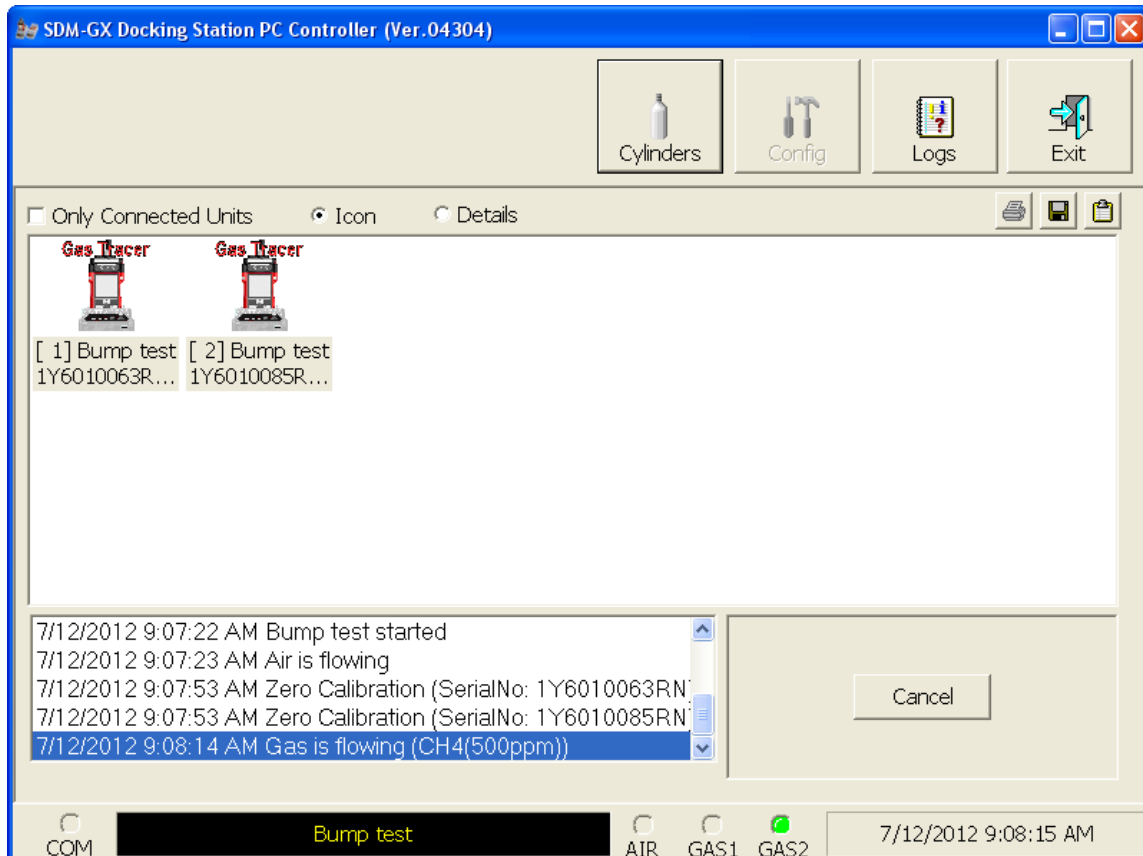 SDM-GX Docking Station PC Controller (Ver.04304)
Cylinders Config Logs Exit
Only Connected Units Icon Details
Gas Tracer Gas Tracer
[ 1] Bump test [ 2] Bump test
1Y6010063R... 1Y6010085R...
7/12/2012 9:07:22 AM Bump test started
7/12/2012 9:07:23 AM Air is flowing
7/12/2012 9:07:53 AM Zero Calibration (SerialNo: 1Y6010063RN
7/12/2012 9:07:53 AM Zero Calibration (SerialNo: 1Y6010085RN
7/12/2012 9:08:14 AM Gas is flowing (CH4(500ppm))
Cancel
COM Bump test AIR GAS1 GAS2 7/12/2012 9:08:15 AM